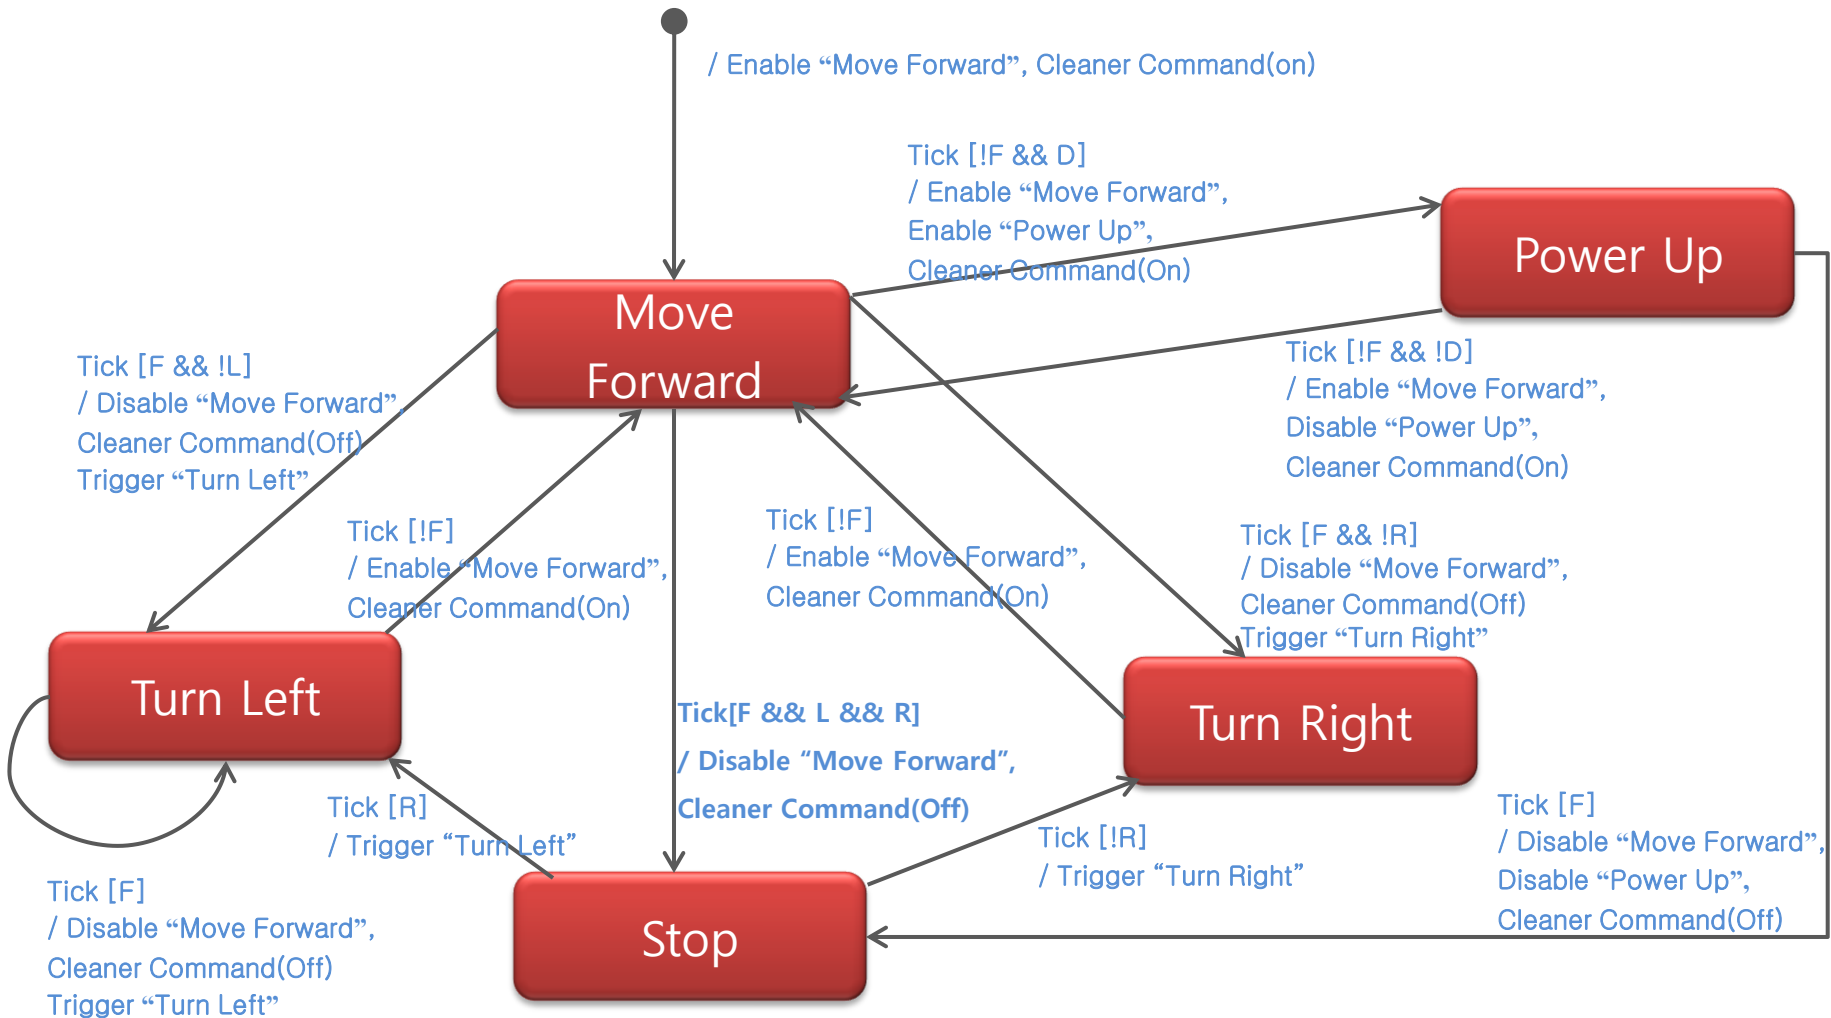 / Enable “Move Forward”, Cleaner Command(on)
Tick [!F && D]
/ Enable “Move Forward”,
Enable “Power Up”,
Cleaner Command(On)
Power Up
Move
Forward
Tick [F && !L]
/ Disable “Move Forward”,
Cleaner Command(Off)
Trigger “Turn Left”
Tick [!F && !D]
/ Enable “Move Forward”,
Disable “Power Up”,
Cleaner Command(On)
Tick [!F]
/ Enable “Move Forward”,
Cleaner Command(On)
Tick [!F]
/ Enable “Move Forward”,
Cleaner Command(On)
Tick [F && !R]
/ Disable “Move Forward”,
Cleaner Command(Off)
Trigger “Turn Right”
Turn Left
Tick[F && L && R]
/ Disable “Move Forward”,
Cleaner Command(Off)
Turn Right
Tick [R]
/ Trigger “Turn Left”
Tick [!R]
/ Trigger “Turn Right”
Tick [F]
/ Disable “Move Forward”,
Disable “Power Up”,
Cleaner Command(Off)
Tick [F]
/ Disable “Move Forward”,
Cleaner Command(Off)
Trigger “Turn Left”
Stop